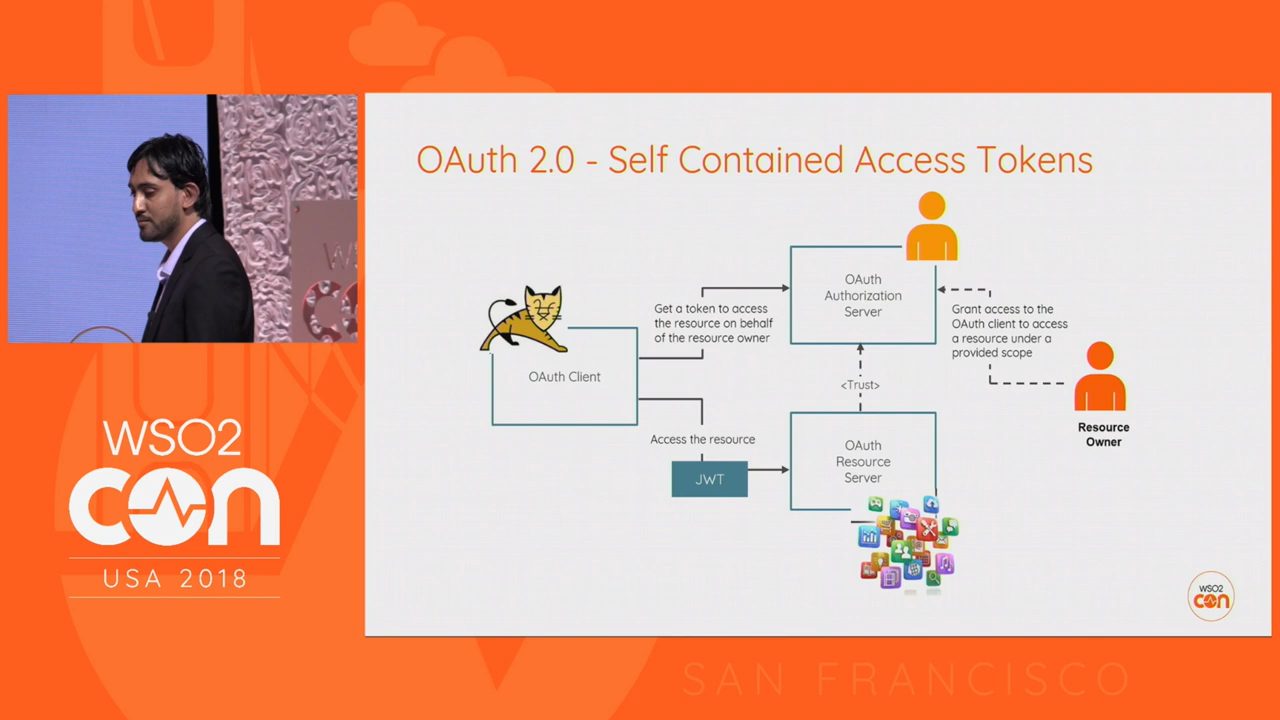 OAuth 2.0 - Self Contained Access Tokens
OAuth
Authorization
Server
Get a token to access
the resource on behalf
of the resource owner
Grant access to the
OAuth client to access
a resource under a
provided scope
OAuth Client
<Trust>
Resource
Owner
Access the resource
JWT
OAuth
Resource
Server
WSO2
CON
USA 2018
WSO2
CON
SAN FRANCISCO